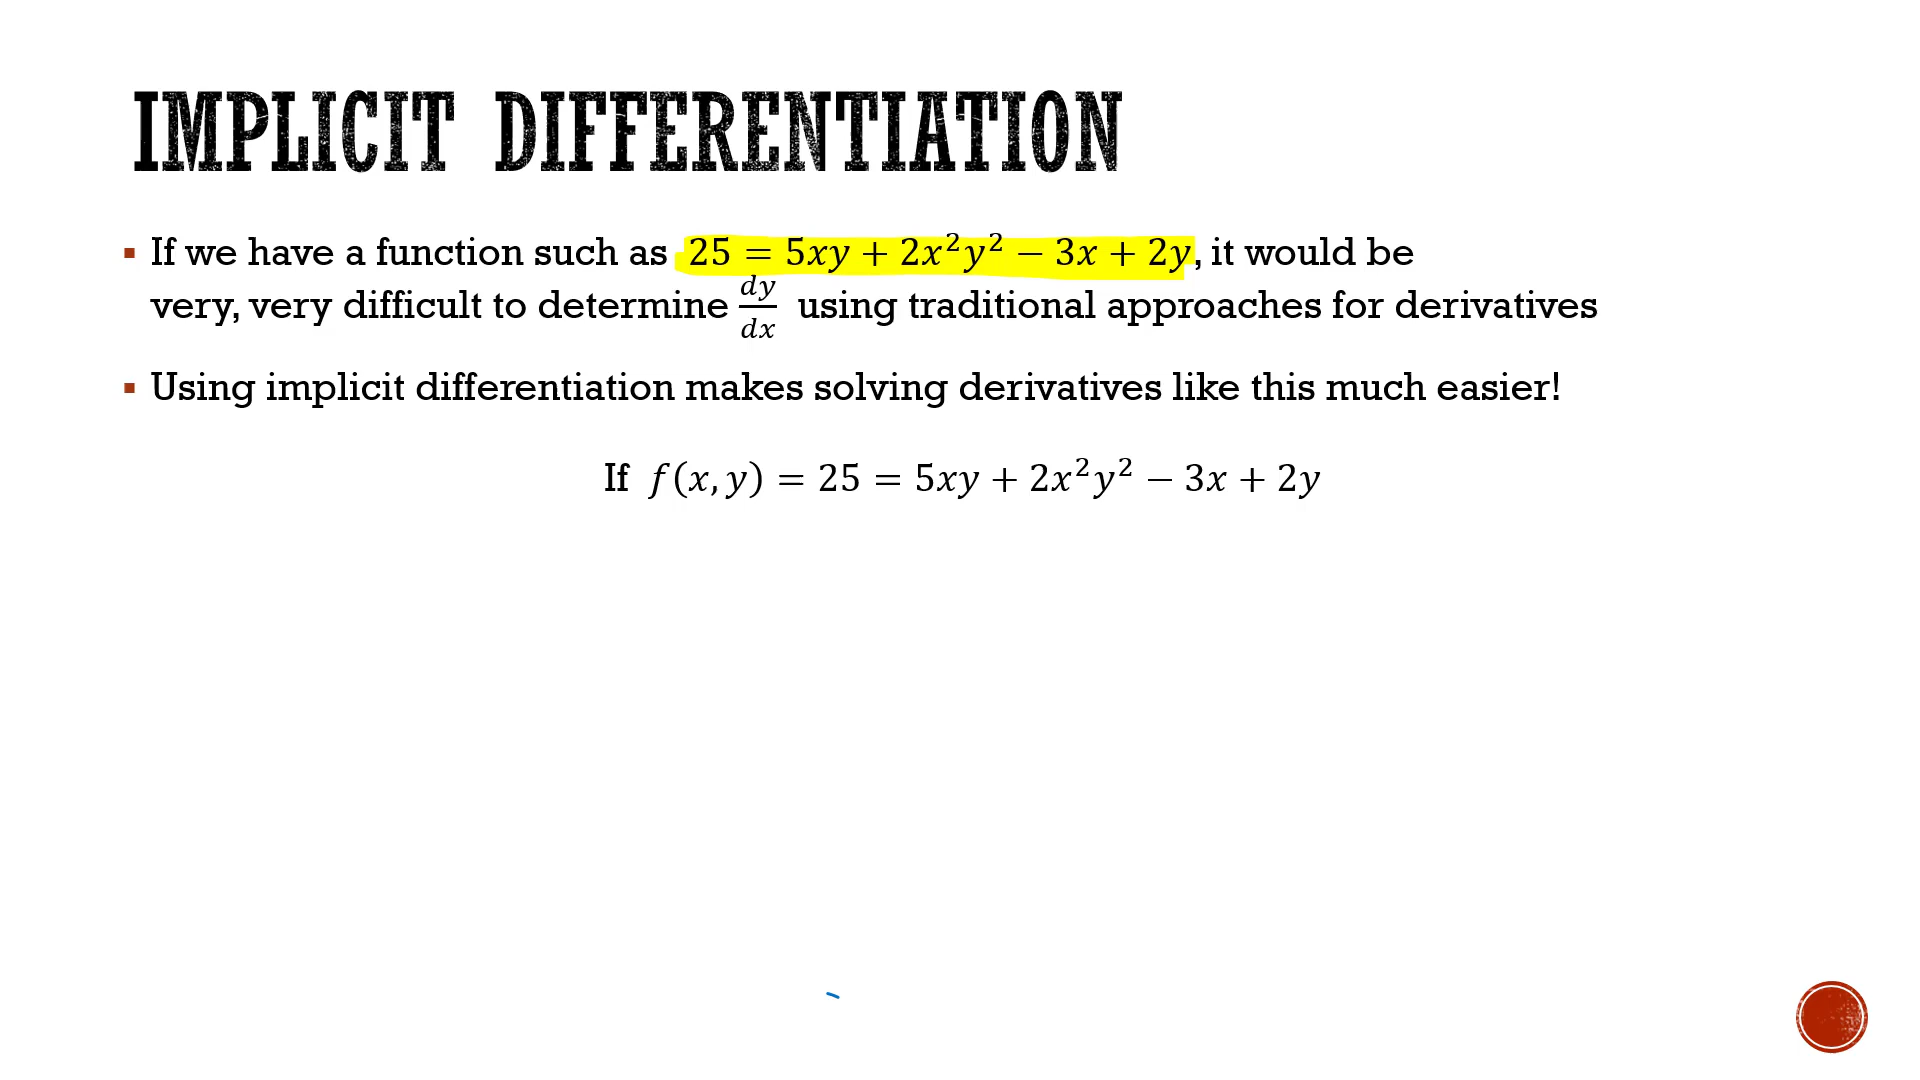 IMPLICIT DIFFERENTIATION
▪ If we have a function such as 25 = 5xy + 2x²y² − 3x + 2y, it would be
very, very difficult to determine dy/dx using traditional approaches for derivatives
▪ Using implicit differentiation makes solving derivatives like this much easier!
If f(x, y) = 25 = 5xy + 2x²y² − 3x + 2y